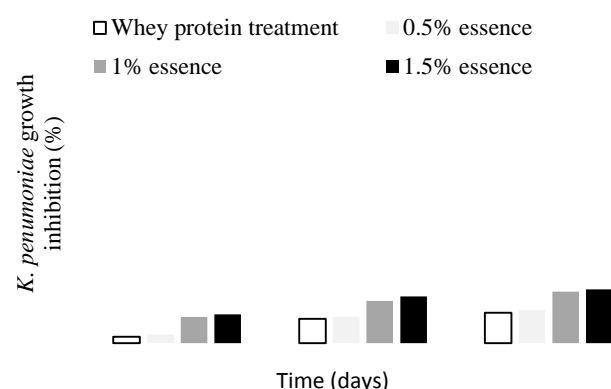 Whey protein treatment
0.5% essence
1% essence
1.5% essence
K. penumoniae growth
inhibition (%)
Time (days)